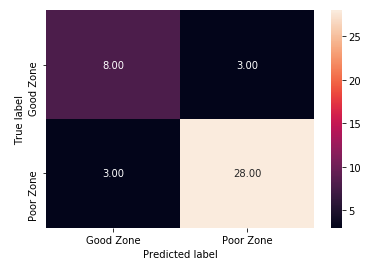 8.00 3.00
3.00 28.00
Good Zone
Poor Zone
True label
Good Zone Poor Zone
Predicted label
25
20
15
10
5